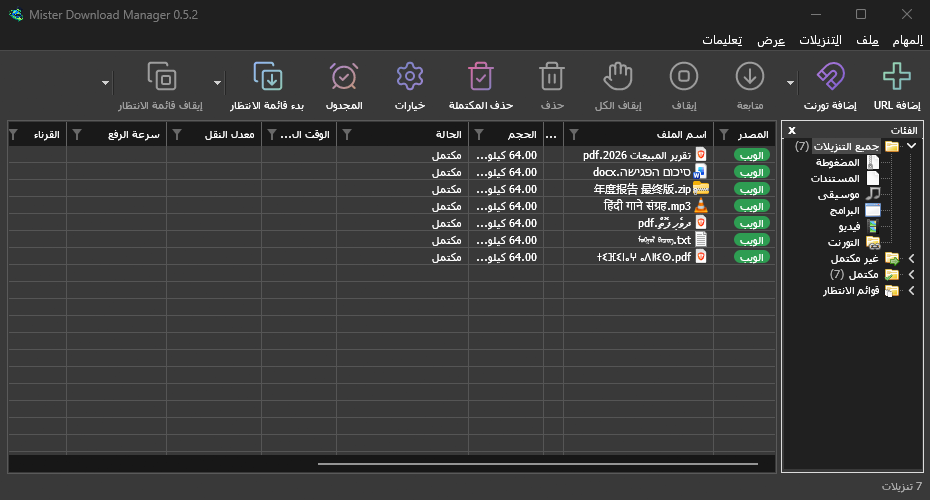 Mister Download Manager 0.5.2
المهام ملف التنزيلات عرض تعليمات
إضافة URL إضافة تورنت متابعة إيقاف إيقاف الكل حذف حذف المكتملة خيارات المجدول بدء قائمة الانتظار إيقاف قائمة الانتظار
الفئات x
جميع التنزيلات (7)
المضغوطة
المستندات
موسيقى
البرامج
فيديو
التورنت
غير مكتمل
مكتمل (7)
قوائم الانتظار
المصدر اسم الملف ... الحجم الحالة الوقت ال... معدل النقل سرعة الرفع القرناء
الويب تقرير المبيعات 2026.pdf 64.00 كيلو... مكتمل
الويب סיכום הפגישה.docx 64.00 كيلو... مكتمل
الويب 年度报告 最终版.zip 64.00 كيلو... مكتمل
الويب हिंदी गाने संग्रह.mp3 64.00 كيلو... مكتمل
الويب .pdf 64.00 كيلو... مكتمل
الويب .txt 64.00 كيلو... مكتمل
الويب .pdf 64.00 كيلو... مكتمل
7 تنزيلات